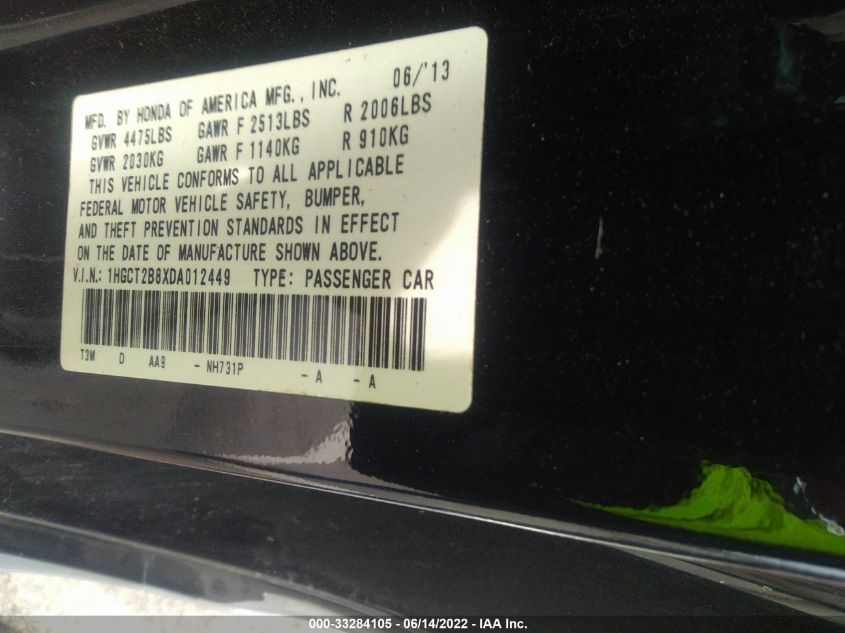 MFD. BY HONDA OF AMERICA MFG., INC. 06/'13
GVWR 4475LBS GAWR F 2513LBS R 2006LBS
GVWR 2030KG GAWR F 1140KG R 910KG
THIS VEHICLE CONFORMS TO ALL APPLICABLE
FEDERAL MOTOR VEHICLE SAFETY, BUMPER,
AND THEFT PREVENTION STANDARDS IN EFFECT
ON THE DATE OF MANUFACTURE SHOWN ABOVE.
V.I.N.: 1HGCT2B8XDA012449 TYPE: PASSENGER CAR
T3M D AA9 - NH731P - A - A
000-33284105 - 06/14/2022 - IAA Inc.